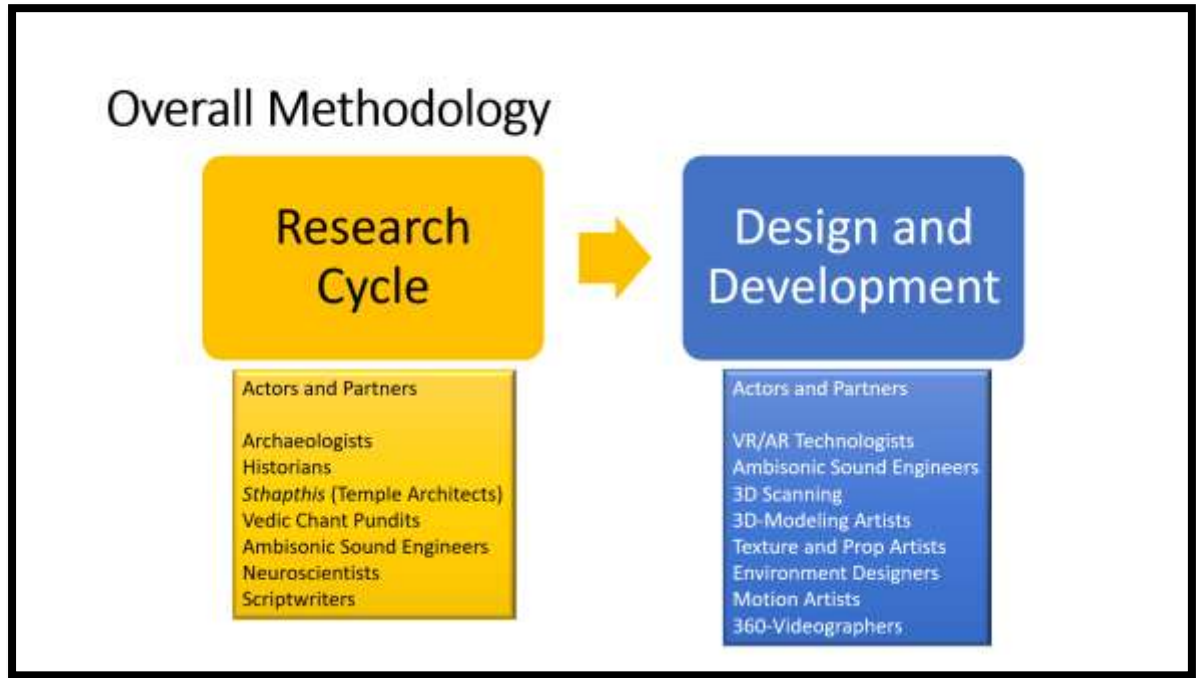 Overall Methodology
Research
Cycle
Actors and Partners
Archaeologists
Historians
Sthapthis (Temple Architects)
Vedic Chant Pundits
Ambisonic Sound Engineers
Neuroscientists
Scriptwriters
Design and
Development
Actors and Partners
VR/AR Technologists
Ambisonic Sound Engineers
3D Scanning
3D-Modeling Artists
Texture and Prop Artists
Environment Designers
Motion Artists
360-Videographers